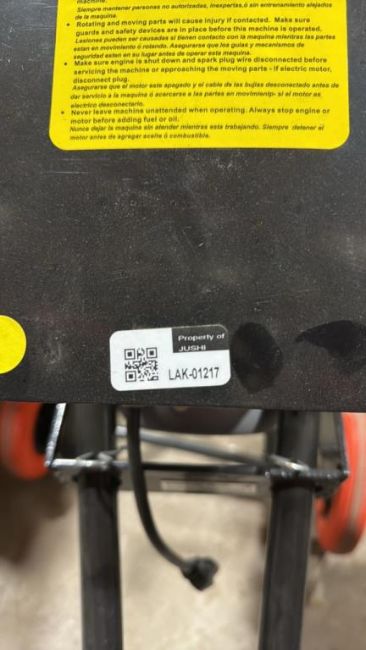 machine.
Siempre mantener personas no autorizadas, inexpertas,ó sin entrenamiento alejados
de la maquina.
• Rotating and moving parts will cause injury if contacted. Make sure
guards and safety devices are in place before this machine is operated.
Lasiones pueden ser causadas si tienen contacto con la maquina mientras las partes
estan en movimiento ó rotando. Asegurarse que los guias y mecanismos de
seguridad esten en su lugar antes de operar esta maquina.
• Make sure engine is shut down and spark plug wire disconnected before
servicing the machine or approaching the moving parts - If electric motor,
disconnect plug.
Asegurarse que el motor este apagado y el cable de las bujias desconectado antes de
dar servicio a la maquina ó acercerse a las partes en movimiento- si el motor es
electrico desconectarlo.
• Never leave machine unattended when operating. Always stop engine or
motor before adding fuel or oil.
Nunca dejar la maquina sin atender mientras esta trabajando. Siempre detener el
motor antes de agregar aceite ó combustible.
Property of
JUSHI
LAK-01217